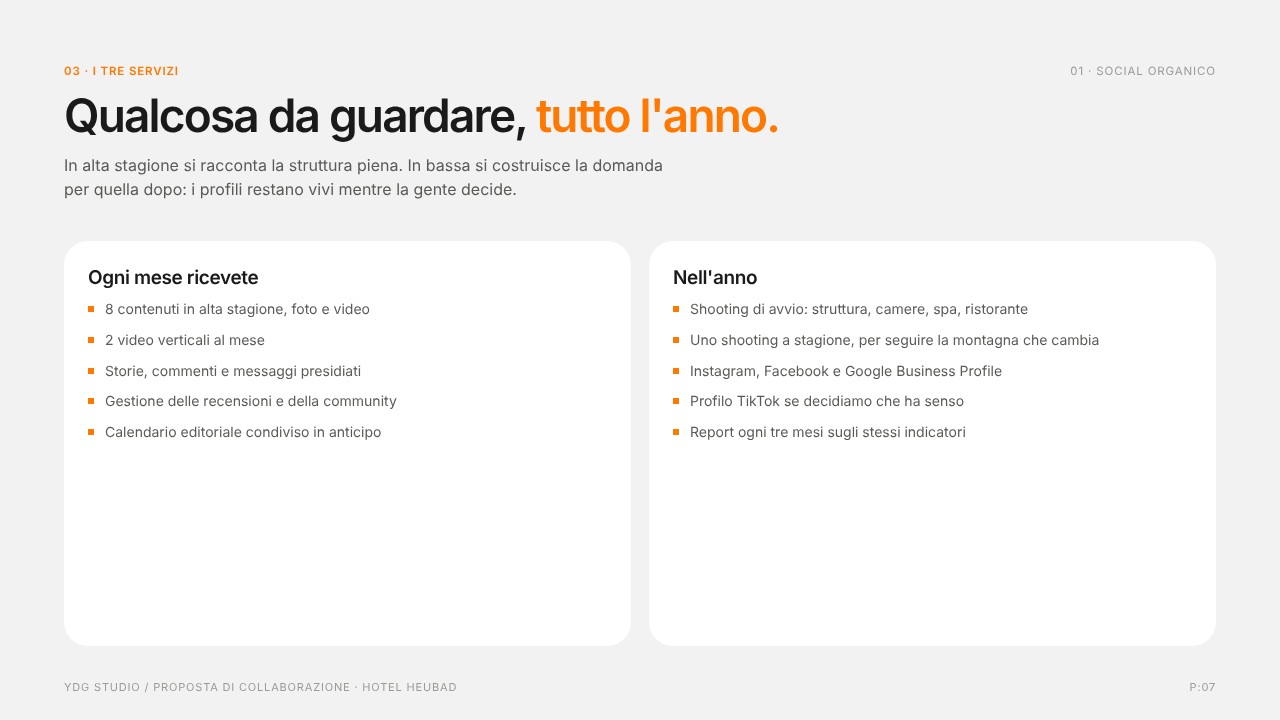 03 · I TRE SERVIZI
01 · SOCIAL ORGANICO
Qualcosa da guardare, tutto l'anno.
In alta stagione si racconta la struttura piena. In bassa si costruisce la domanda
per quella dopo: i profili restano vivi mentre la gente decide.
Ogni mese ricevete
8 contenuti in alta stagione, foto e video
2 video verticali al mese
Storie, commenti e messaggi presidiati
Gestione delle recensioni e della community
Calendario editoriale condiviso in anticipo
Nell'anno
Shooting di avvio: struttura, camere, spa, ristorante
Uno shooting a stagione, per seguire la montagna che cambia
Instagram, Facebook e Google Business Profile
Profilo TikTok se decidiamo che ha senso
Report ogni tre mesi sugli stessi indicatori
YDG STUDIO / PROPOSTA DI COLLABORAZIONE · HOTEL HEUBAD
P:07